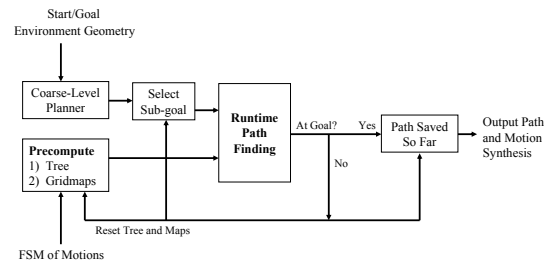 Start/Goal
Environment Geometry
Coarse-Level
Planner
Select
Sub-goal
Runtime
Path
Finding
At Goal?
Yes
No
Path Saved
So Far
Output Path
and Motion
Synthesis
Precompute
1) Tree
2) Gridmaps
Reset Tree and Maps
FSM of Motions